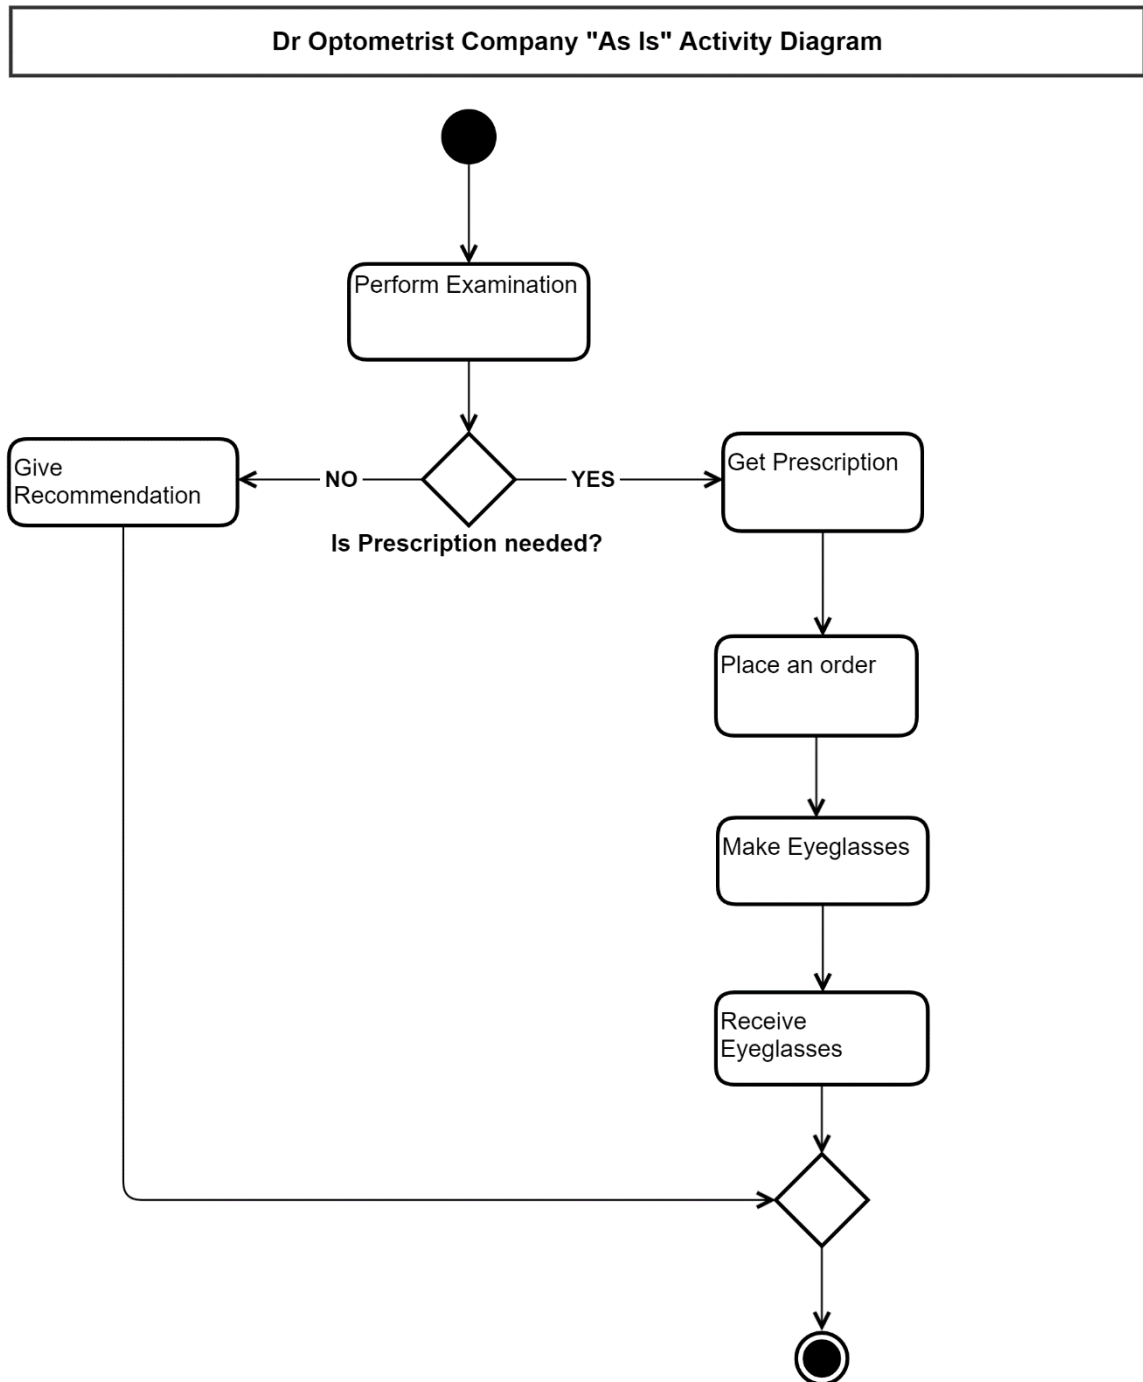 Dr Optometrist Company "As Is" Activity Diagram
Perform Examination
Give
Recommendation
NO
YES
Get Prescription
Is Prescription needed?
Place an order
Make Eyeglasses
Receive
Eyeglasses